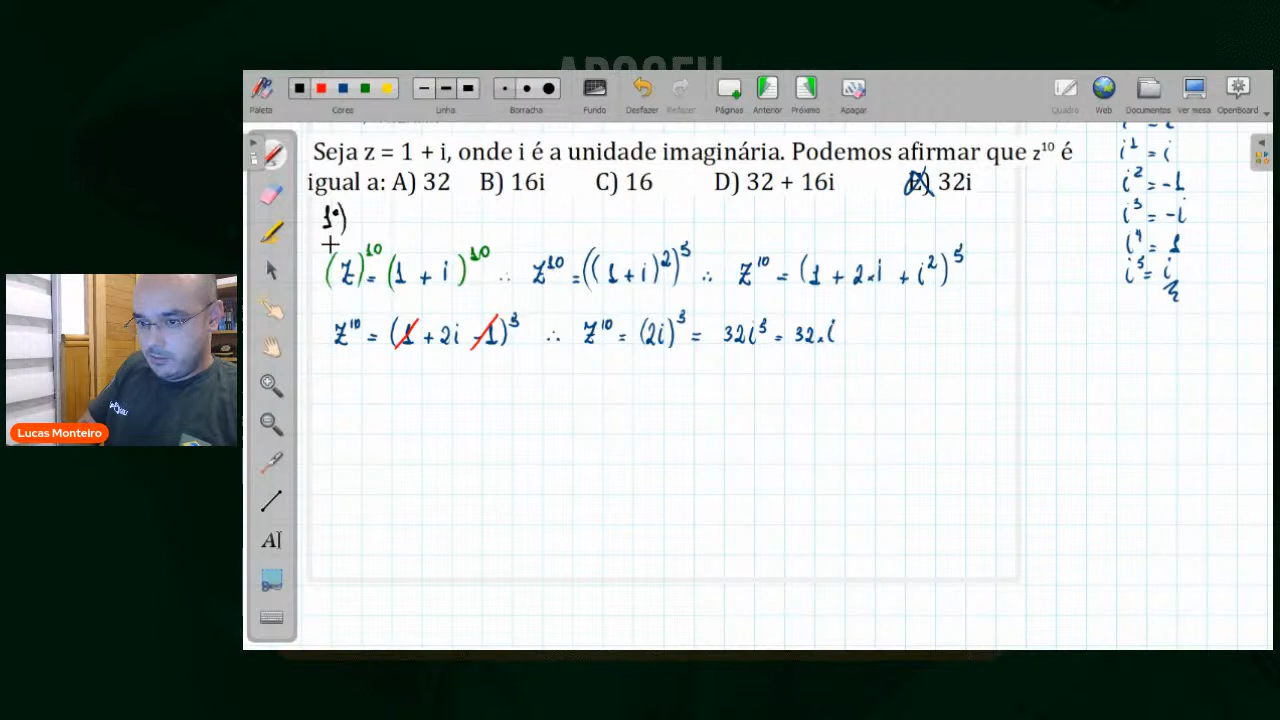 Paleta Cores Linha Borracha Fundo Desfazer Refazer Páginas Anterior Próximo Apagar Quadro Web Documentos Ver mesa OpenBoard
Seja z = 1 + i, onde i é a unidade imaginária. Podemos afirmar que z¹⁰ é
igual a: A) 32 B) 16i C) 16 D) 32 + 16i E) 32i
1º)
(z)¹⁰ = (1 + i)¹⁰ ∴ z¹⁰ = ((1 + i)²)⁵ ∴ z¹⁰ = (1 + 2·i + i²)⁵
z¹⁰ = (1 + 2i - 1)⁵ ∴ z¹⁰ = (2i)⁵ = 32i⁵ = 32·i
i¹ = i
i² = -1
i³ = -i
i⁴ = 1
i⁵ = i
Lucas Monteiro
AI